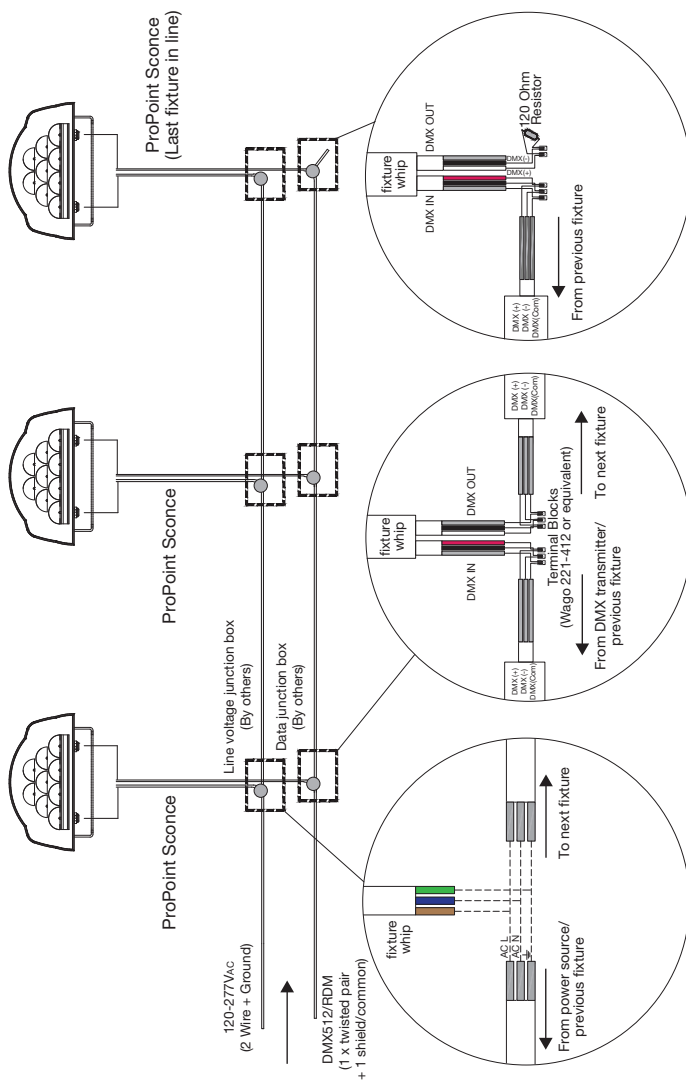 ProPoint Sconce
ProPoint Sconce
ProPoint Sconce
(Last fixture in line)
120-277VAC
(2 Wire + Ground)
Line voltage junction box
(By others)
Data junction box
(By others)
DMX512/RDM
(1 x twisted pair
+ 1 shield/common)
fixture
whip
AC L
AC N
From power source/
previous fixture
To next fixture
fixture
whip
DMX IN
DMX OUT
DMX (+)
DMX (-)
DMX(Com)
DMX (+)
DMX (-)
DMX(Com)
Terminal Blocks
(Wago 221-412 or equivalent)
From DMX transmitter/
previous fixture
To next fixture
fixture
whip
DMX IN
DMX OUT
DMX(-)
DMX(+)
120 Ohm
Resistor
DMX (+)
DMX (-)
DMX(Com)
From previous fixture